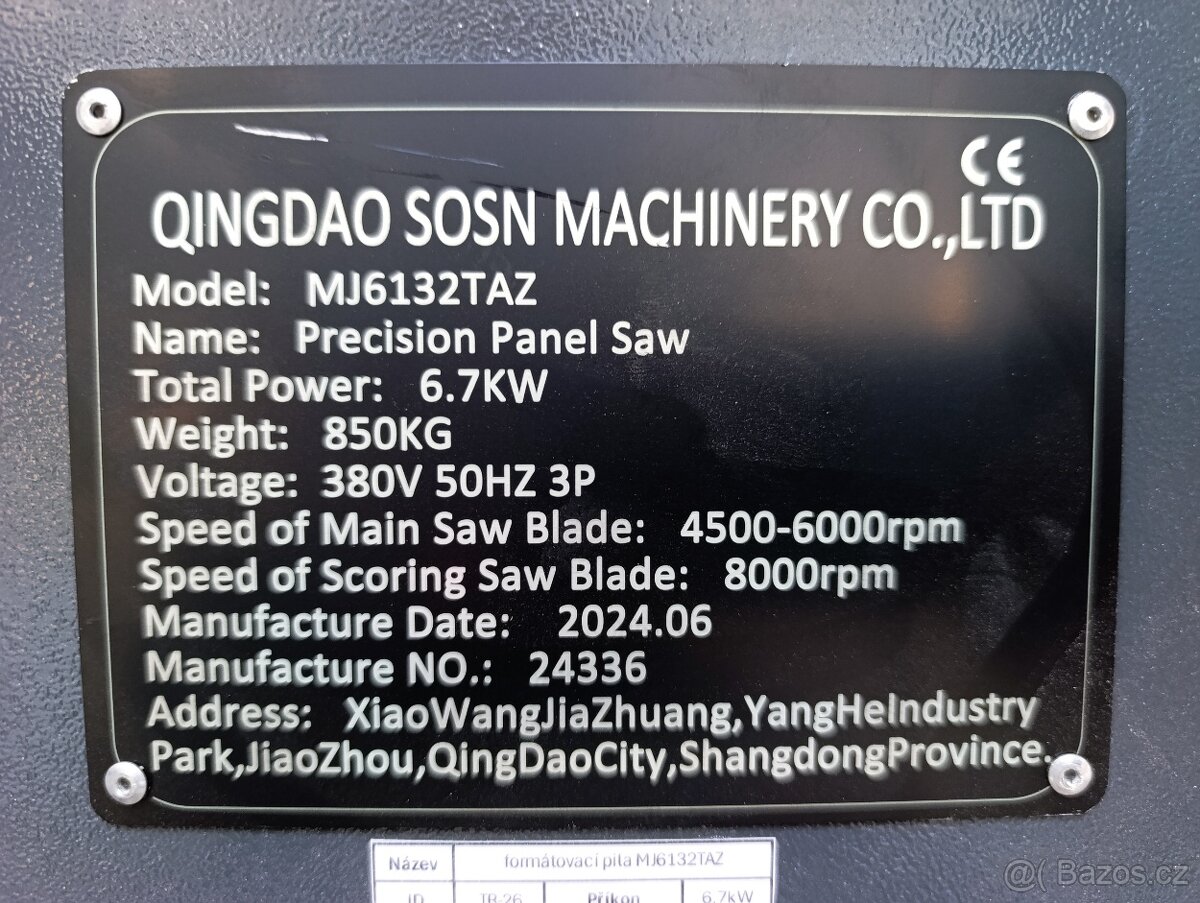 CE
QINGDAO SOSN MACHINERY CO.,LTD
Model: MJ6132TAZ
Name: Precision Panel Saw
Total Power: 6.7KW
Weight: 850KG
Voltage: 380V 50HZ 3P
Speed of Main Saw Blade: 4500-6000rpm
Speed of Scoring Saw Blade: 8000rpm
Manufacture Date: 2024.06
Manufacture NO.: 24336
Address: XiaoWangJiaZhuang,YangHeIndustry
Park,JiaoZhou,QingDaoCity,ShangdongProvince.
Název formátovací pila MJ6132TAZ
ID TR-26 Příkon 6.7kW
@( Bazos.cz